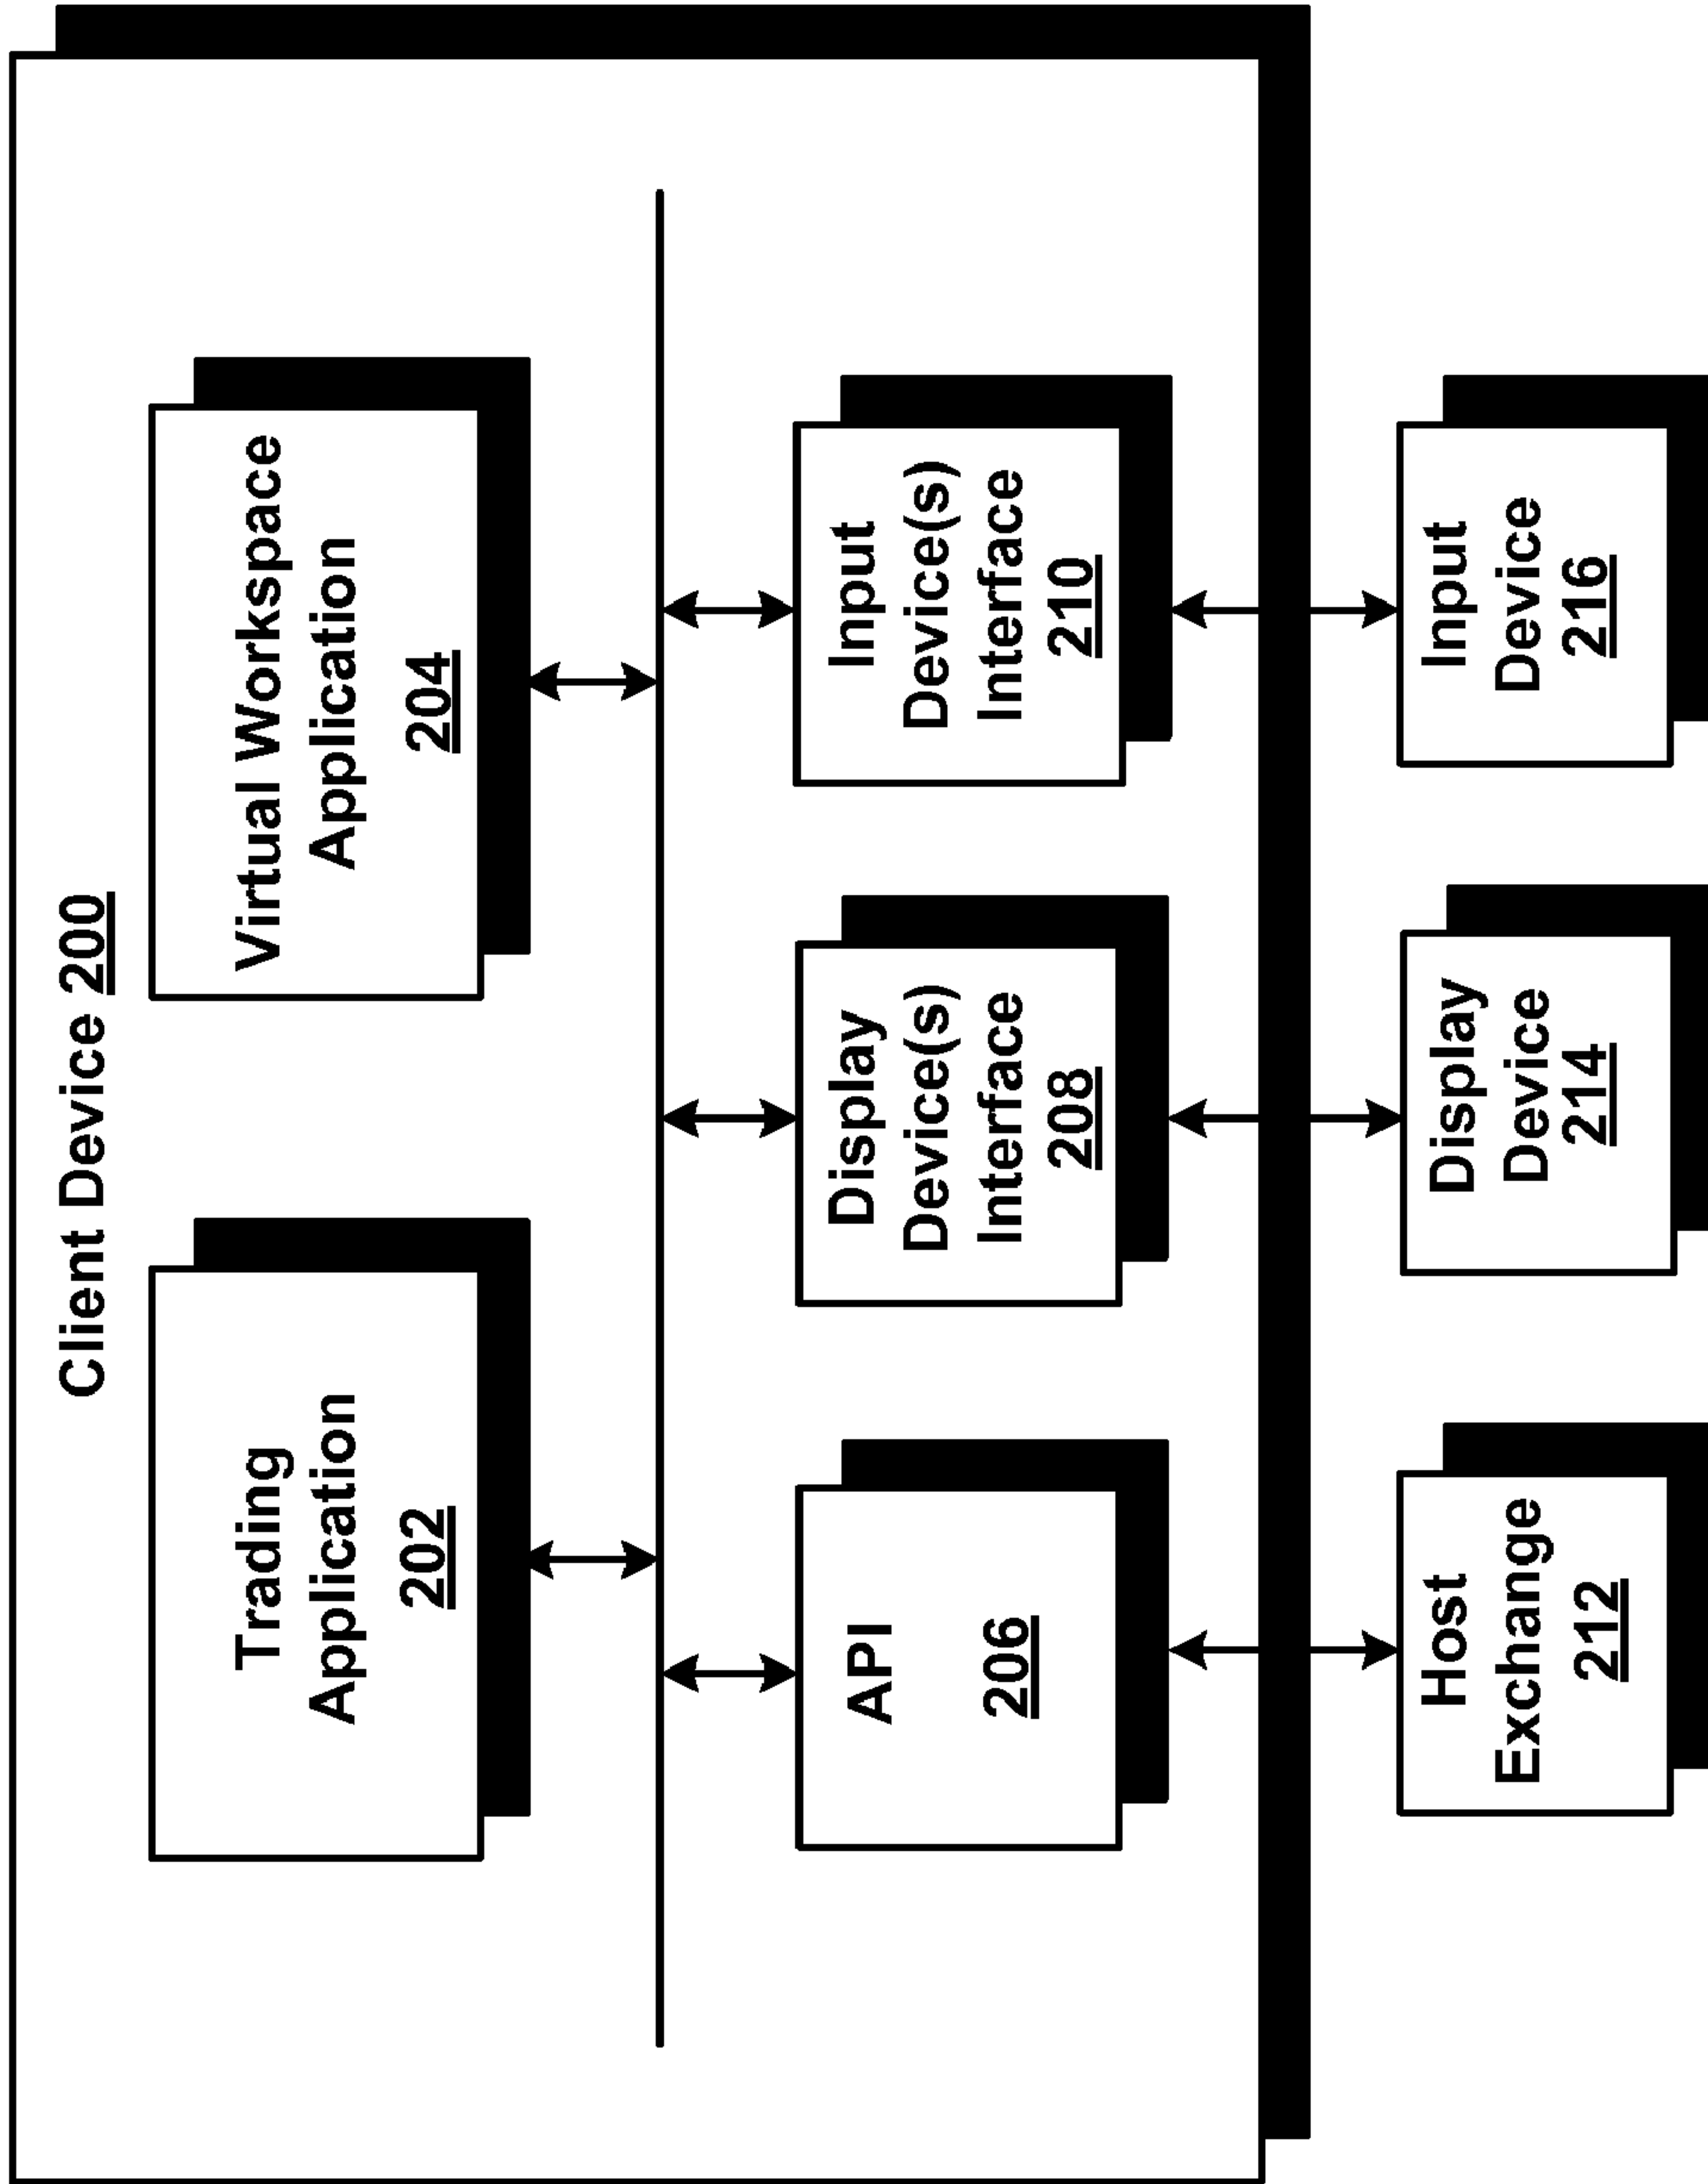 Client Device 200
Trading
Application
202
Virtual Workspace
Application
204
API
206
Display
Device(s)
Interface
208
Input
Device(s)
Interface
210
Host
Exchange
212
Display
Device
214
Input
Device
216